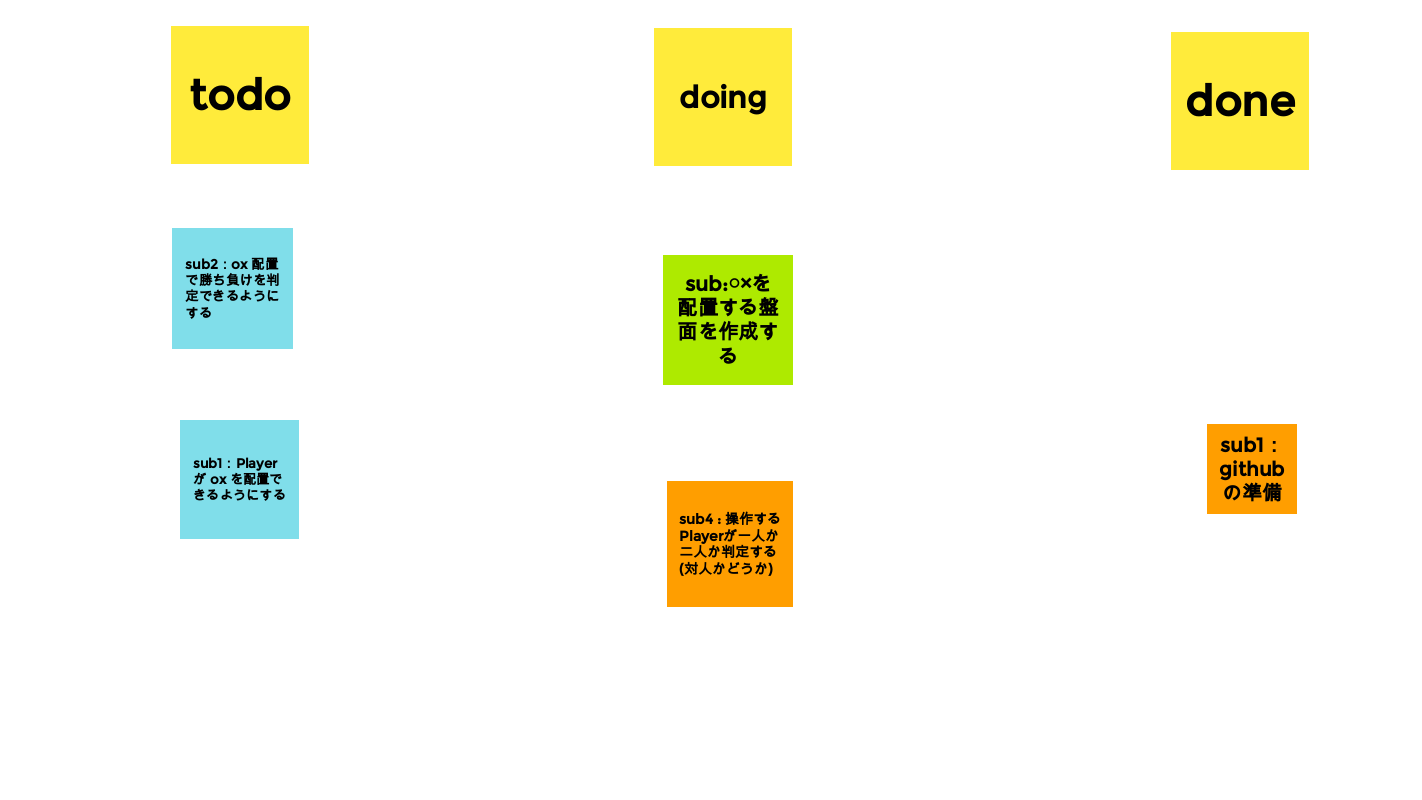 todo
doing
done
sub2：ox 配置
で勝ち負けを判
定できるように
する
sub:○×を
配置する盤
面を作成す
る
sub1：Player
が ox を配置で
きるようにする
sub1：
github
の準備
sub4 : 操作する
Playerが一人か
二人か判定する
(対人かどうか)